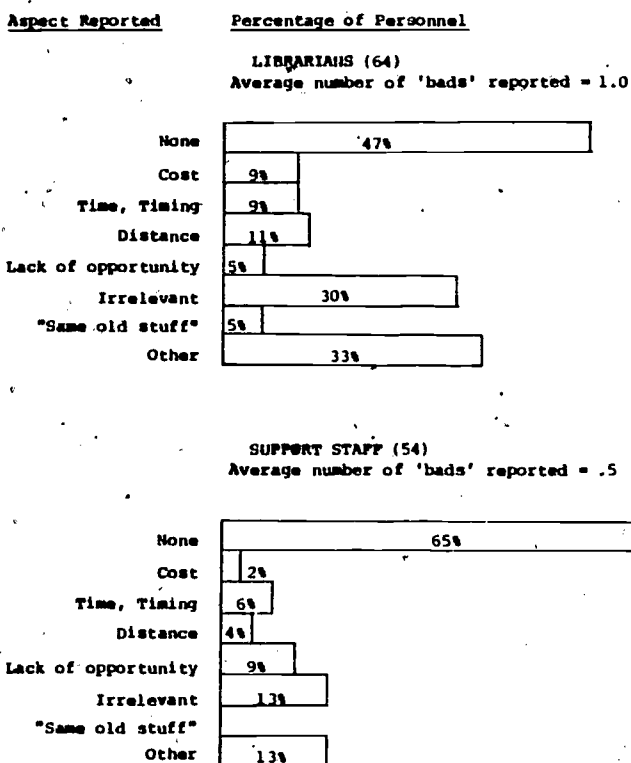 Aspect Reported Percentage of Personnel
LIBRARIANS (64)
Average number of 'bads' reported = 1.0
None 47%
Cost 9%
Time, Timing 9%
Distance 11%
Lack of opportunity 5%
Irrelevant 30%
"Same old stuff" 5%
Other 33%
SUPPORT STAFF (54)
Average number of 'bads' reported = .5
None 65%
Cost 2%
Time, Timing 6%
Distance 4%
Lack of opportunity 9%
Irrelevant 13%
"Same old stuff"
Other 13%